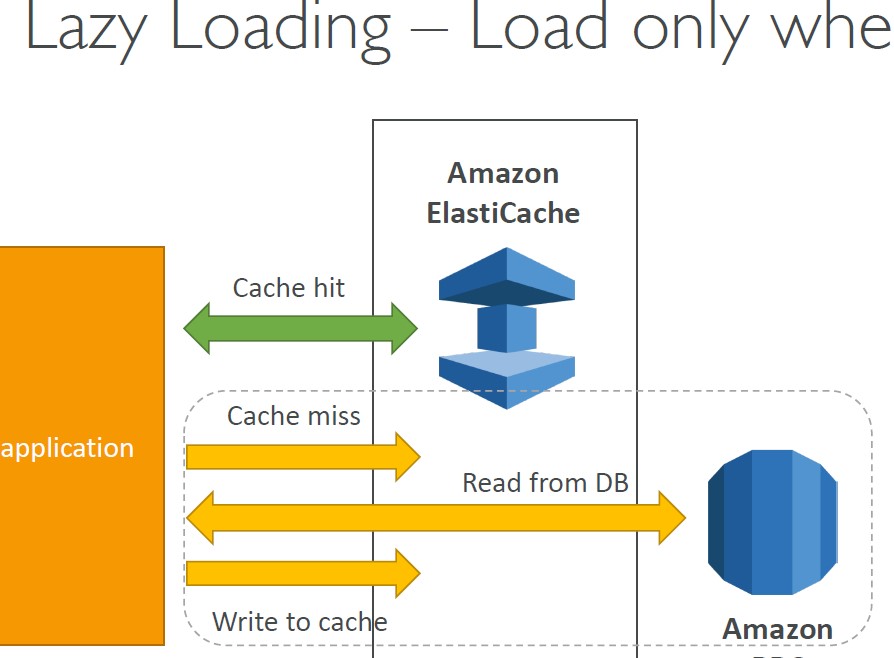 Lazy Loading – Load only whe
Amazon
ElastiCache
Cache hit
Cache miss
application
Read from DB
Write to cache
Amazon